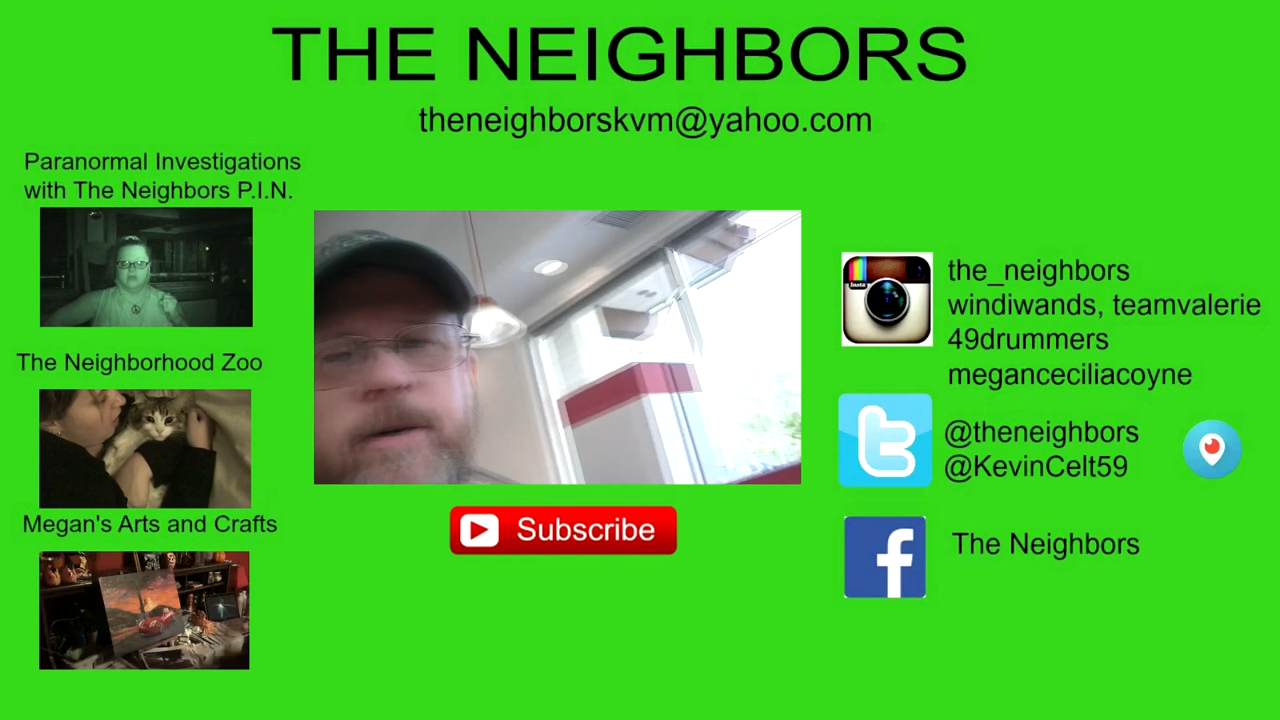 THE NEIGHBORS
theneighborskvm@yahoo.com
Paranormal Investigations
with The Neighbors P.I.N.
The Neighborhood Zoo
Megan's Arts and Crafts
Subscribe
Insta
the_neighbors
windiwands, teamvalerie
49drummers
meganceciliacoyne
@theneighbors
@KevinCelt59
The Neighbors